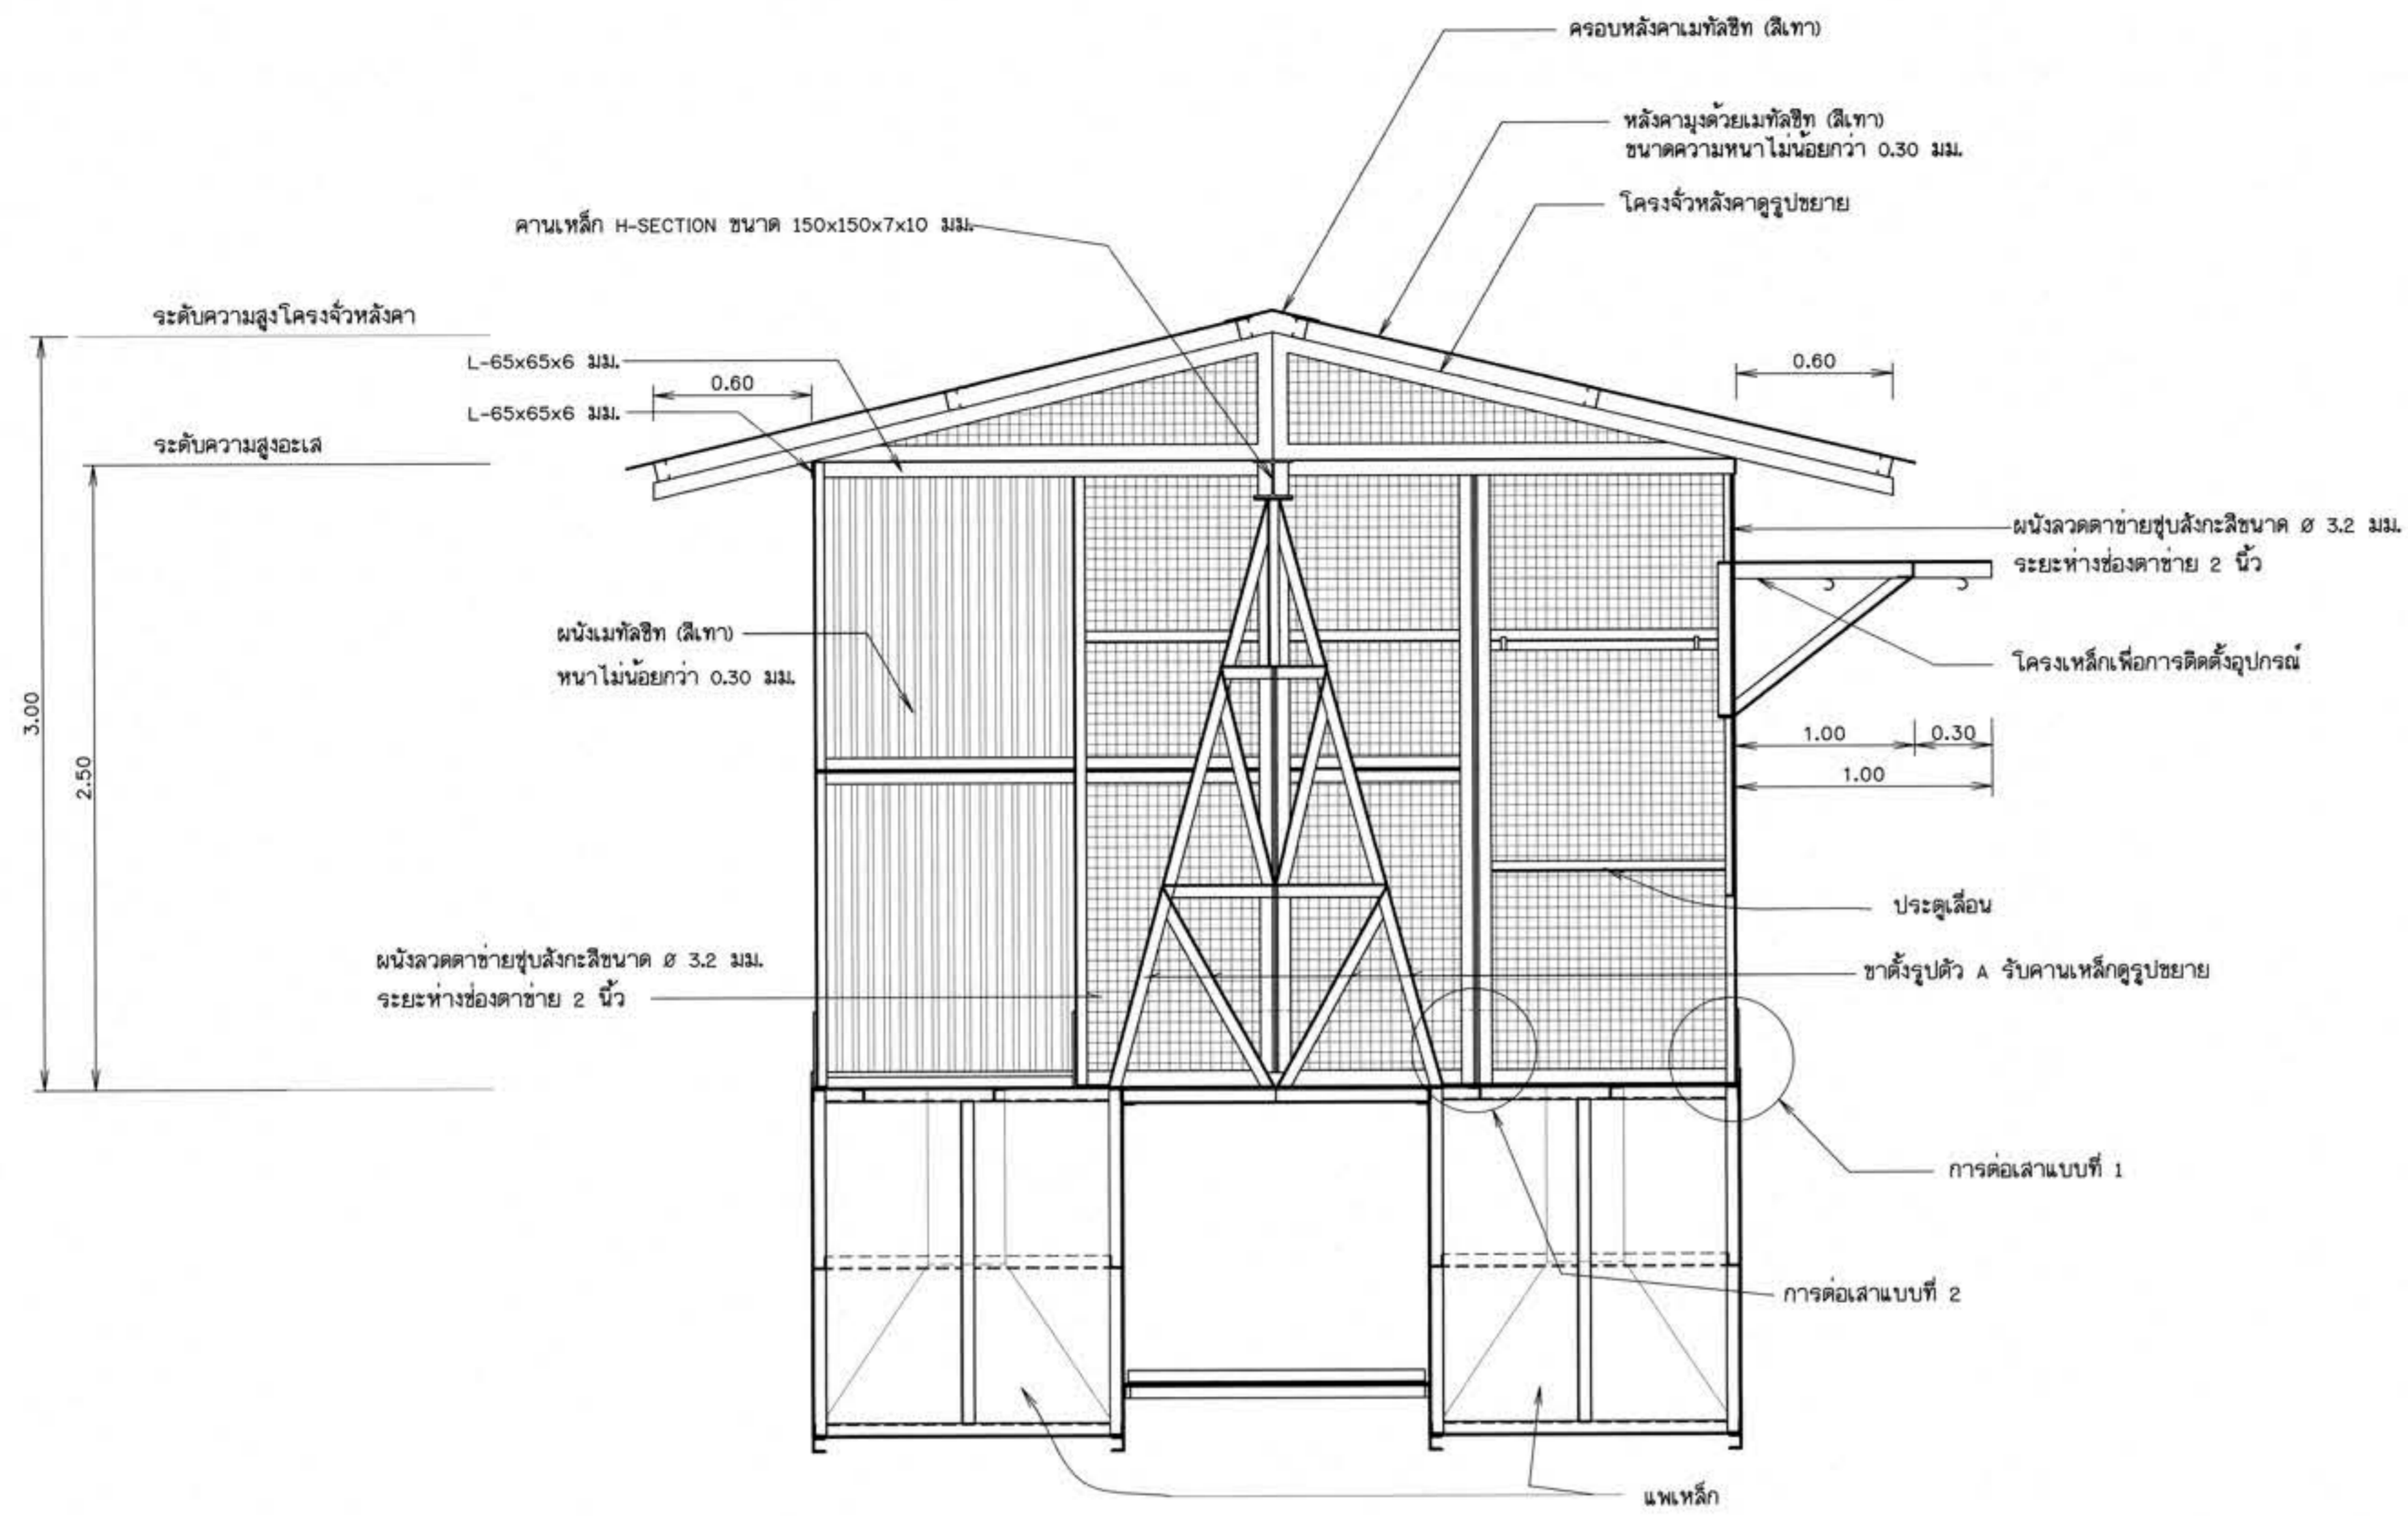 ครอบหลังคาเมทัลชีท (สีเทา)
หลังคามุงด้วยเมทัลชีท (สีเทา)
ขนาดความหนาไม่น้อยกว่า 0.30 มม.
โครงจั่วหลังคาดูรูปขยาย
คานเหล็ก H-SECTION ขนาด 150x150x7x10 มม.
ระดับความสูงโครงจั่วหลังคา
L-65x65x6 มม.
0.60
0.60
L-65x65x6 มม.
ระดับความสูงอะเส
ผนังลวดตาข่ายชุบสังกะสีขนาด ø 3.2 มม.
ระยะห่างช่องตาข่าย 2 นิ้ว
ผนังเมทัลชีท (สีเทา)
หนาไม่น้อยกว่า 0.30 มม.
โครงเหล็กเพื่อการติดตั้งอุปกรณ์
3.00
2.50
1.00
0.30
1.00
ประตูเลื่อน
ผนังลวดตาข่ายชุบสังกะสีขนาด ø 3.2 มม.
ระยะห่างช่องตาข่าย 2 นิ้ว
ขาตั้งรูปตัว A รับคานเหล็กดูรูปขยาย
การต่อเสาแบบที่ 1
การต่อเสาแบบที่ 2
แพเหล็ก